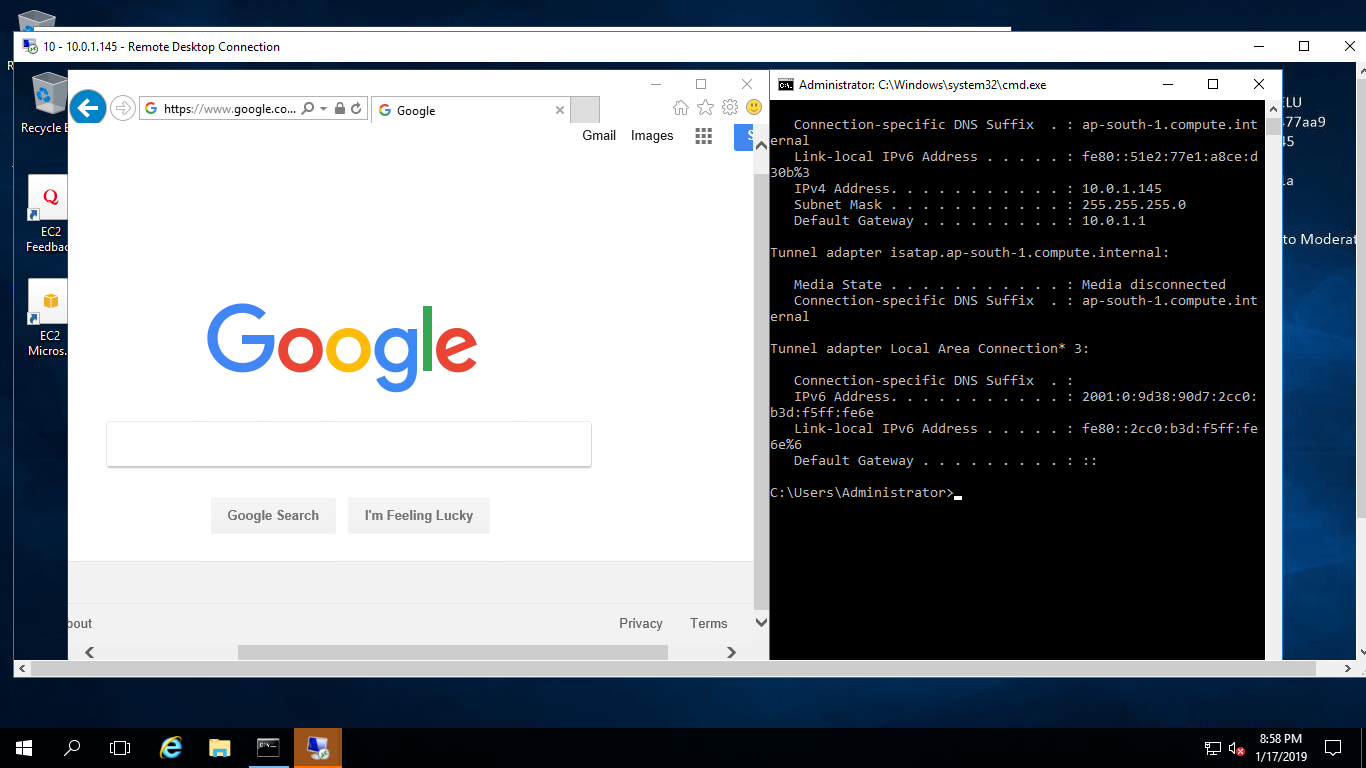 10 - 10.0.1.145 - Remote Desktop Connection
Recycle B
EC2
Feedbac
EC2
Micros..
https://www.google.co...
Google
Gmail Images
Google
Google Search I'm Feeling Lucky
bout Privacy Terms
Administrator: C:\Windows\system32\cmd.exe
Connection-specific DNS Suffix . : ap-south-1.compute.int
ernal
Link-local IPv6 Address . . . . . : fe80::51e2:77e1:a8ce:d
30b%3
IPv4 Address. . . . . . . . . . . : 10.0.1.145
Subnet Mask . . . . . . . . . . . : 255.255.255.0
Default Gateway . . . . . . . . . : 10.0.1.1
Tunnel adapter isatap.ap-south-1.compute.internal:
Media State . . . . . . . . . . . : Media disconnected
Connection-specific DNS Suffix . : ap-south-1.compute.int
ernal
Tunnel adapter Local Area Connection* 3:
Connection-specific DNS Suffix . :
IPv6 Address. . . . . . . . . . . : 2001:0:9d38:90d7:2cc0:
b3d:f5ff:fe6e
Link-local IPv6 Address . . . . . : fe80::2cc0:b3d:f5ff:fe
6e%6
Default Gateway . . . . . . . . . : ::
C:\Users\Administrator>
ELU
77aa9
45
.a
to Moderat
8:58 PM
1/17/2019